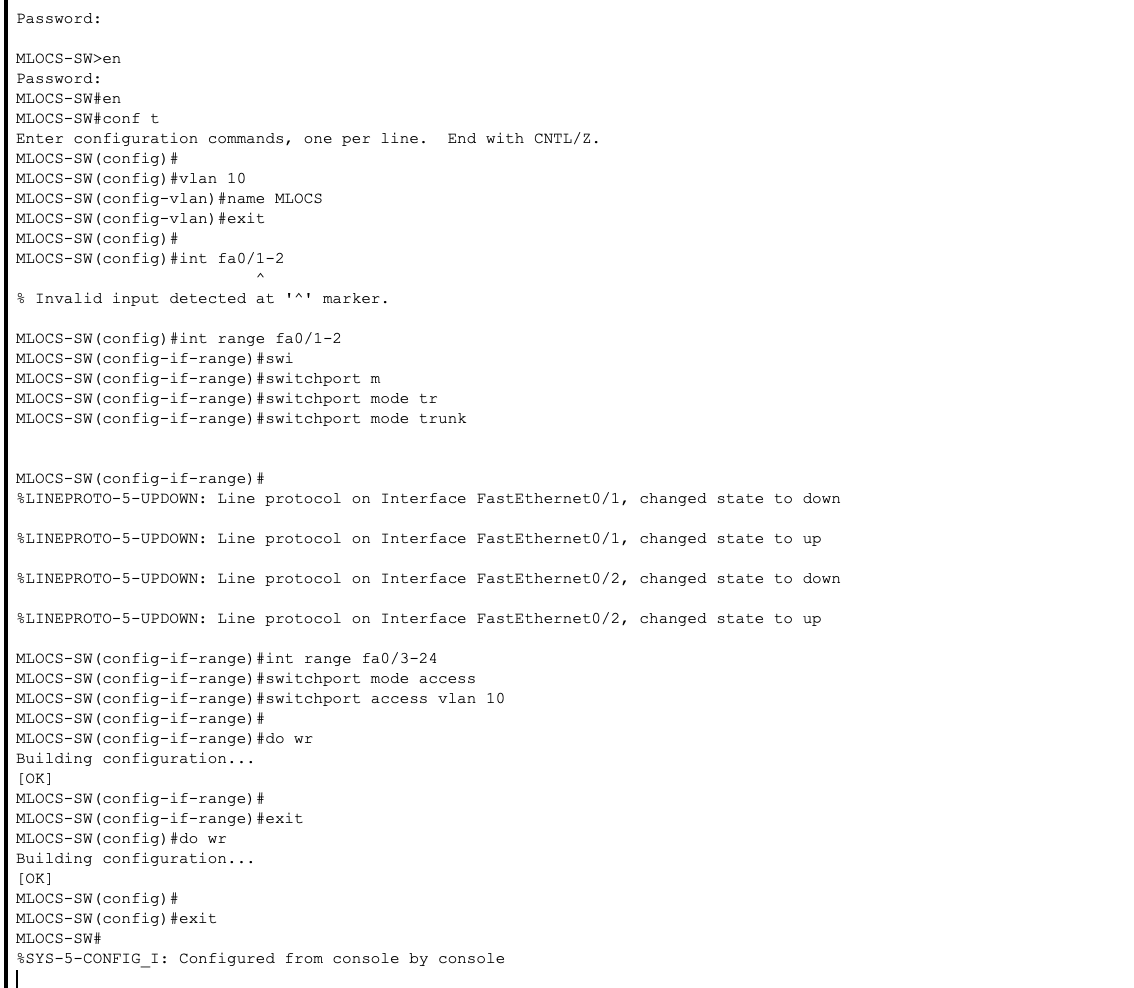 Password:
MLOCS-SW>en
Password:
MLOCS-SW#en
MLOCS-SW#conf t
Enter configuration commands, one per line.  End with CNTL/Z.
MLOCS-SW(config)#
MLOCS-SW(config)#vlan 10
MLOCS-SW(config-vlan)#name MLOCS
MLOCS-SW(config-vlan)#exit
MLOCS-SW(config)#
MLOCS-SW(config)#int fa0/1-2
^
% Invalid input detected at '^' marker.
MLOCS-SW(config)#int range fa0/1-2
MLOCS-SW(config-if-range)#swi
MLOCS-SW(config-if-range)#switchport m
MLOCS-SW(config-if-range)#switchport mode tr
MLOCS-SW(config-if-range)#switchport mode trunk
MLOCS-SW(config-if-range)#
%LINEPROTO-5-UPDOWN: Line protocol on Interface FastEthernet0/1, changed state to down
%LINEPROTO-5-UPDOWN: Line protocol on Interface FastEthernet0/1, changed state to up
%LINEPROTO-5-UPDOWN: Line protocol on Interface FastEthernet0/2, changed state to down
%LINEPROTO-5-UPDOWN: Line protocol on Interface FastEthernet0/2, changed state to up
MLOCS-SW(config-if-range)#int range fa0/3-24
MLOCS-SW(config-if-range)#switchport mode access
MLOCS-SW(config-if-range)#switchport access vlan 10
MLOCS-SW(config-if-range)#
MLOCS-SW(config-if-range)#do wr
Building configuration...
[OK]
MLOCS-SW(config-if-range)#
MLOCS-SW(config-if-range)#exit
MLOCS-SW(config)#do wr
Building configuration...
[OK]
MLOCS-SW(config)#
MLOCS-SW(config)#exit
MLOCS-SW#
%SYS-5-CONFIG_I: Configured from console by console